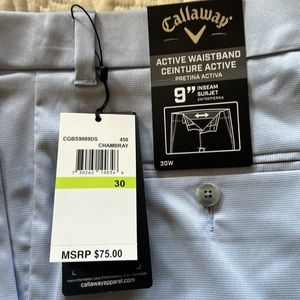 Callaway
ACTIVE WAISTBAND
CEINTURE ACTIVE
PRETINA ACTIVA
9" INSEAM
SURJET
ENTREPIERNA
30W
CGBS9089DS 450
CHAMBRAY
30
MSRP $75.00
callawayapparel.com